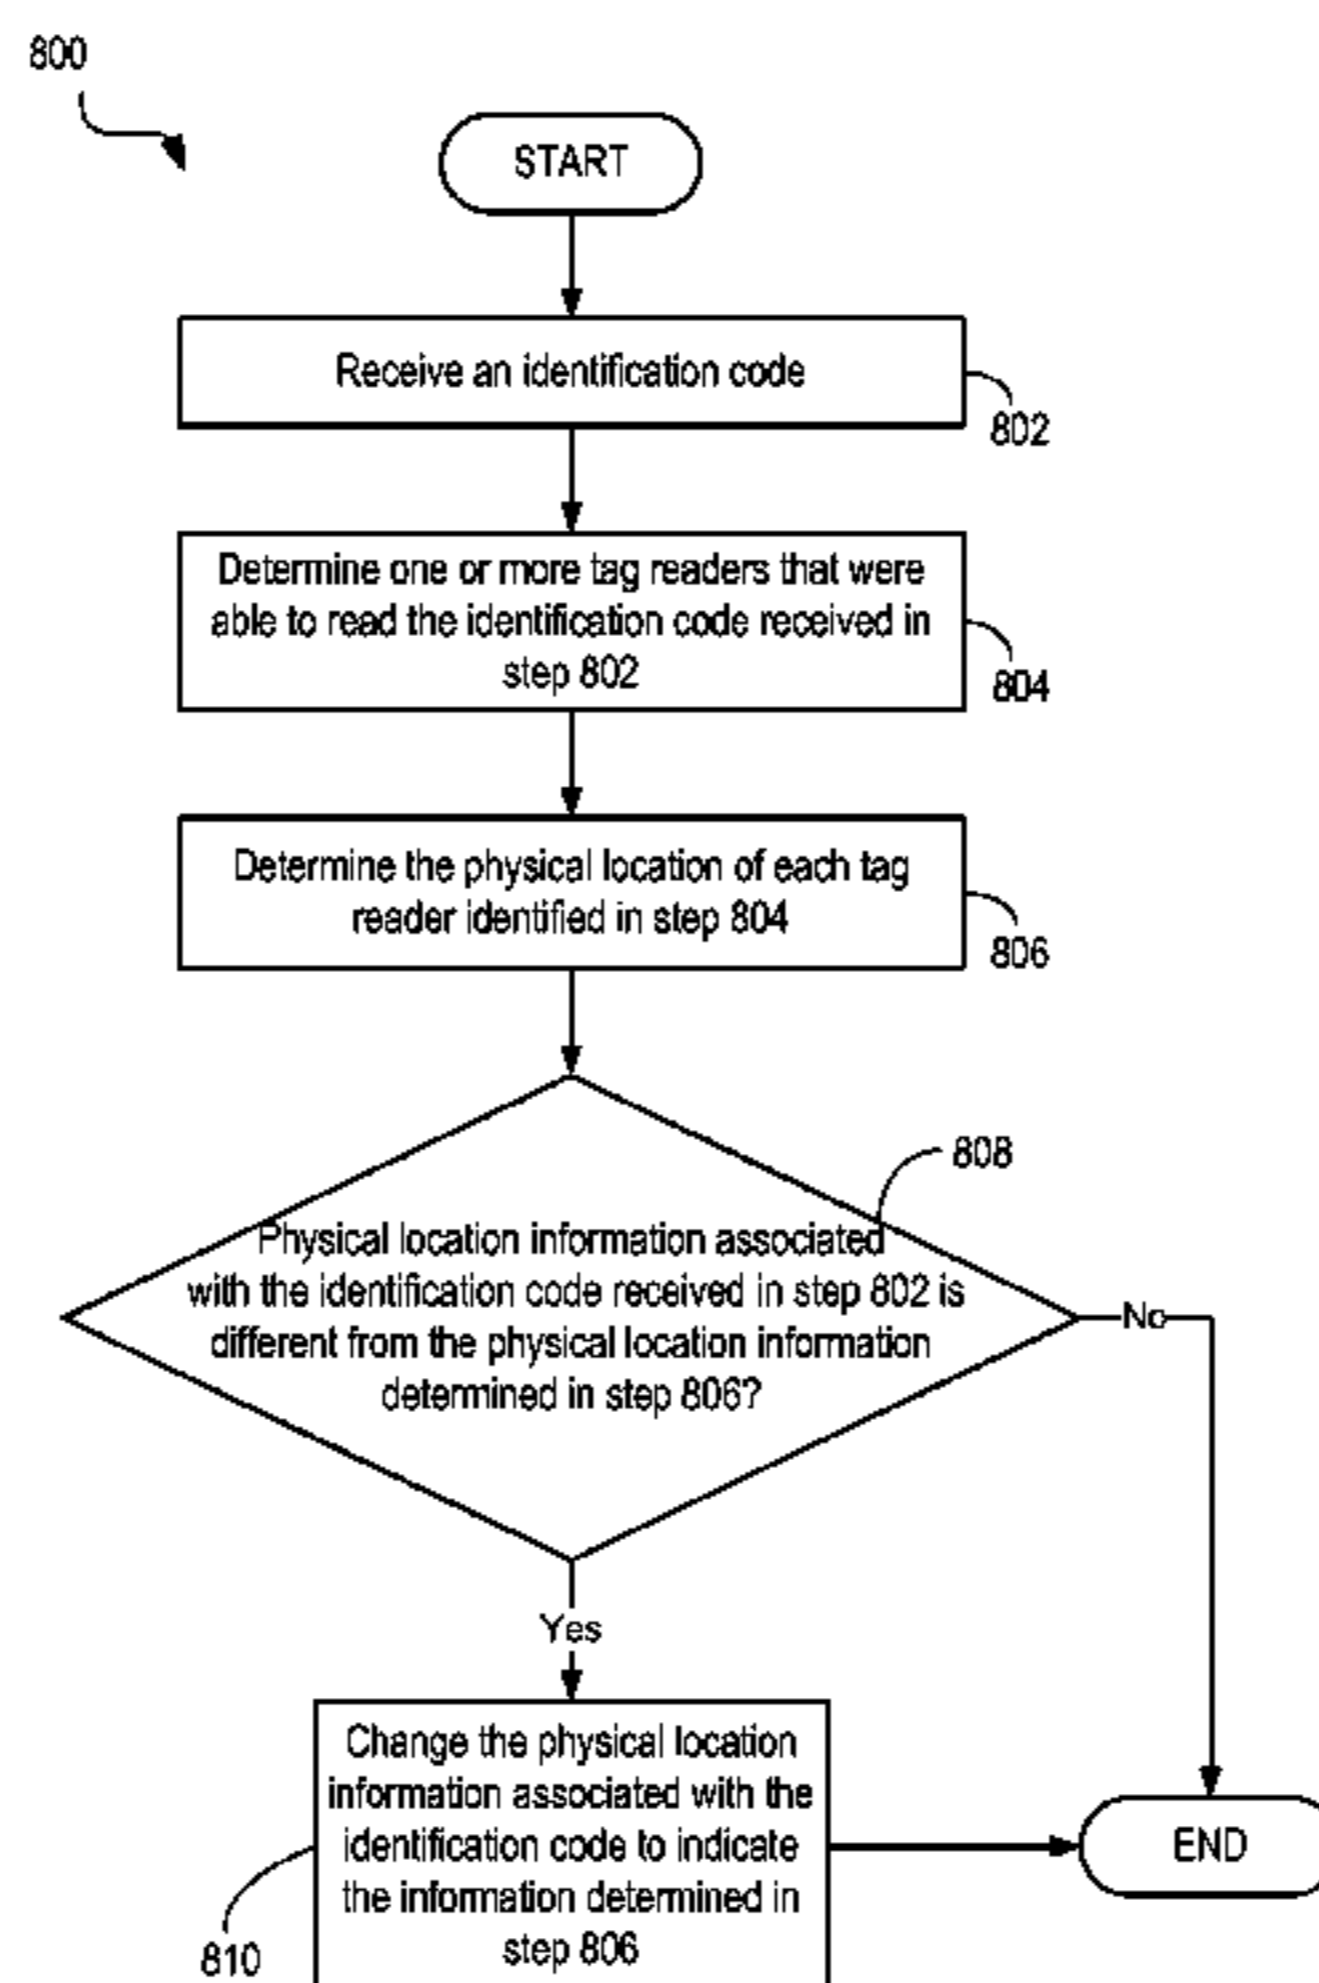 800
START
Receive an identification code
802
Determine one or more tag readers that were
able to read the identification code received in
step 802
804
Determine the physical location of each tag
reader identified in step 804
806
808
Physical location information associated
with the identification code received in step 802 is
different from the physical location information
determined in step 806?
No
Yes
Change the physical location
information associated with the
identification code to indicate
the information determined in
step 806
END
810